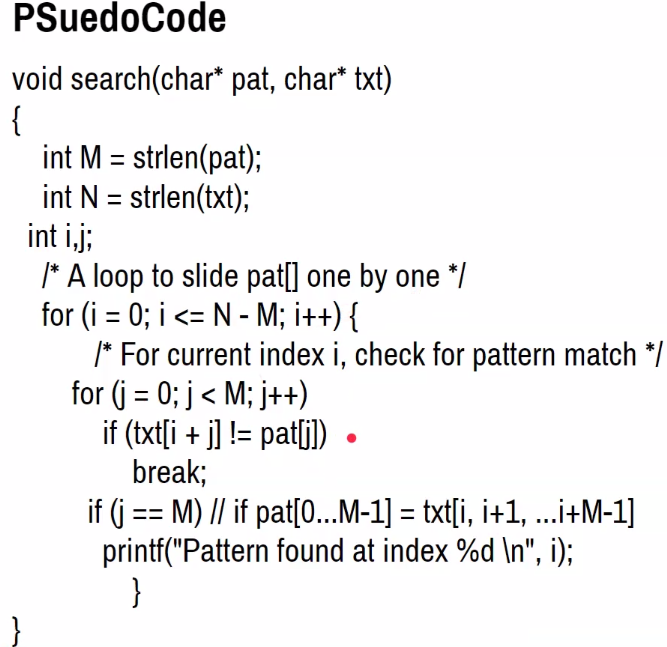 PSuedoCode
void search(char* pat, char* txt)
{
int M = strlen(pat);
int N = strlen(txt);
int i,j;
/* A loop to slide pat[] one by one */
for (i = 0; i <= N - M; i++) {
/* For current index i, check for pattern match */
for (j = 0; j < M; j++)
if (txt[i + j] != pat[j])
break;
if (j == M) // if pat[0...M-1] = txt[i, i+1, ...i+M-1]
printf("Pattern found at index %d \n", i);
}
}